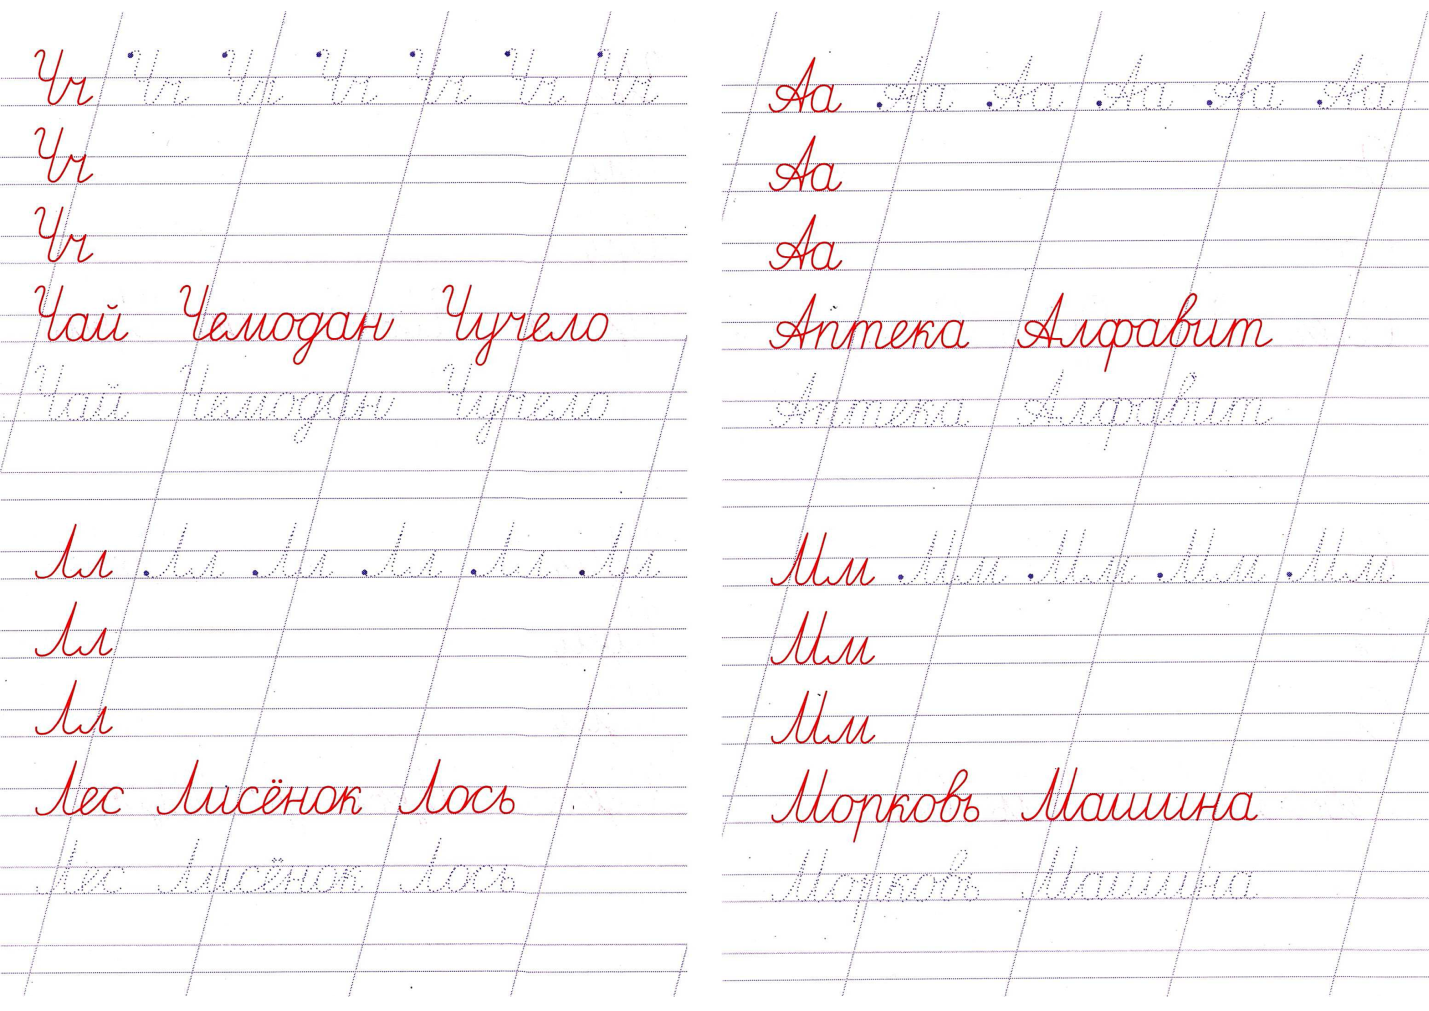 Чч Чч Чч Чч Чч Чч Чч
Чч
Чч
Чай Чемодан Чучело
Чай Чемодан Чучело
Лл Лл Лл Лл Лл Лл
Лл
Лл
Лес Лисёнок Лось
Лес Лисёнок Лось
Аа Аа Аа Аа Аа Аа
Аа
Аа
Аптека Алфавит
Аптека Алфавит
Мм Мм Мм Мм Мм
Мм
Мм
Морковь Машина
Морковь Машина